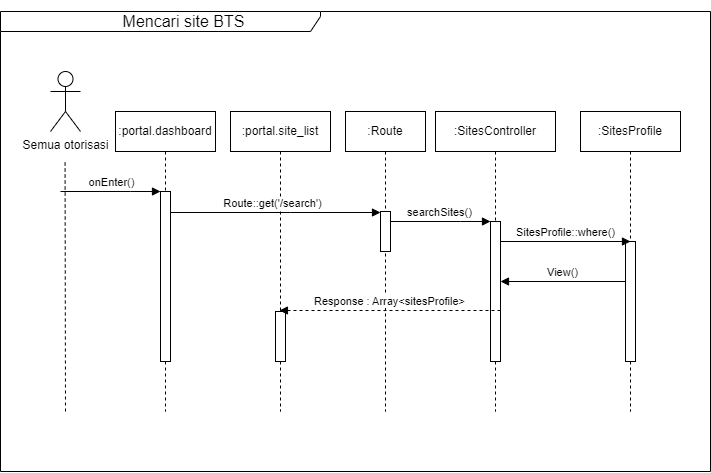 Mencari site BTS
Semua otorisasi
:portal.dashboard
:portal.site_list
:Route
:SitesController
:SitesProfile
onEnter()
Route::get('/search')
searchSites()
SitesProfile::where()
View()
Response : Array<sitesProfile>